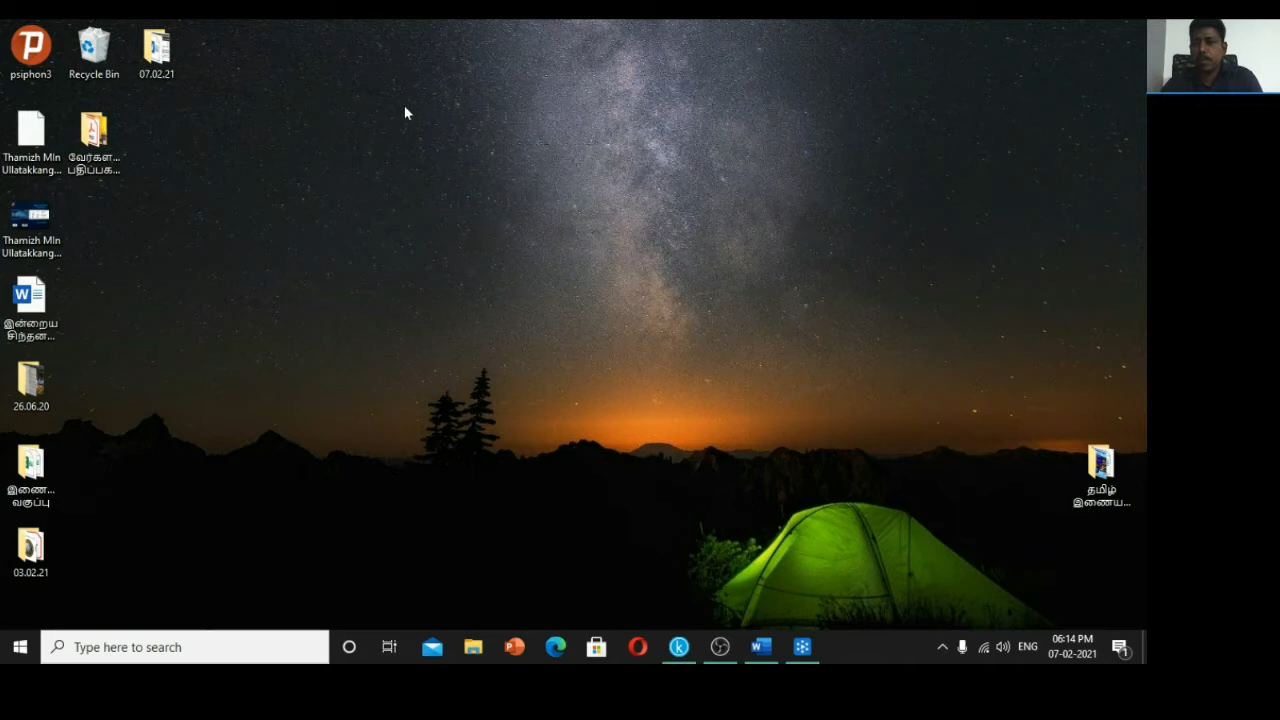 psiphon3
Recycle Bin
07.02.21
Thamizh MIn
Ullatakkang...
வேர்கள...
பதிப்பக...
Thamizh MIn
Ullatakkang...
இன்றைய
சிந்தன...
26.06.20
இணை...
வகுப்பு
03.02.21
தமிழ்
இணைய...
Type here to search
ENG
06:14 PM
07-02-2021
1